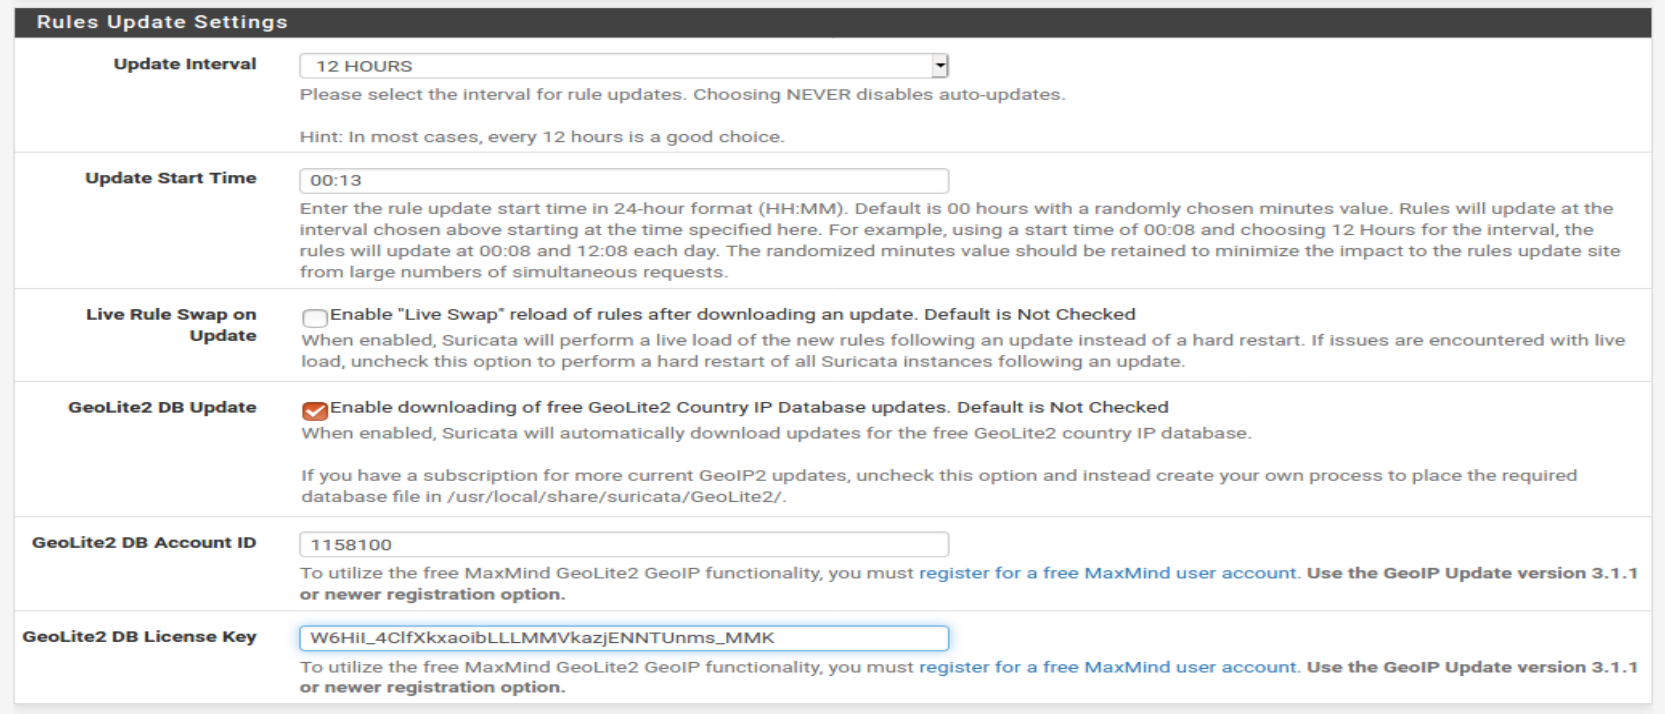 Rules Update Settings
Update Interval
12 HOURS
Please select the interval for rule updates. Choosing NEVER disables auto-updates.
Hint: In most cases, every 12 hours is a good choice.
Update Start Time
00:13
Enter the rule update start time in 24-hour format (HH:MM). Default is 00 hours with a randomly chosen minutes value. Rules will update at the
interval chosen above starting at the time specified here. For example, using a start time of 00:08 and choosing 12 Hours for the interval, the
rules will update at 00:08 and 12:08 each day. The randomized minutes value should be retained to minimize the impact to the rules update site
from large numbers of simultaneous requests.
Live Rule Swap on
Update
Enable "Live Swap" reload of rules after downloading an update. Default is Not Checked
When enabled, Suricata will perform a live load of the new rules following an update instead of a hard restart. If issues are encountered with live
load, uncheck this option to perform a hard restart of all Suricata instances following an update.
GeoLite2 DB Update
Enable downloading of free GeoLite2 Country IP Database updates. Default is Not Checked
When enabled, Suricata will automatically download updates for the free GeoLite2 country IP database.
If you have a subscription for more current GeoIP2 updates, uncheck this option and instead create your own process to place the required
database file in /usr/local/share/suricata/GeoLite2/.
GeoLite2 DB Account ID
1158100
To utilize the free MaxMind GeoLite2 GeoIP functionality, you must register for a free MaxMind user account. Use the GeoIP Update version 3.1.1
or newer registration option.
GeoLite2 DB License Key
W6HiI_4ClfXkxaoibLLLMMVkazjENNTUnms_MMK
To utilize the free MaxMind GeoLite2 GeoIP functionality, you must register for a free MaxMind user account. Use the GeoIP Update version 3.1.1
or newer registration option.